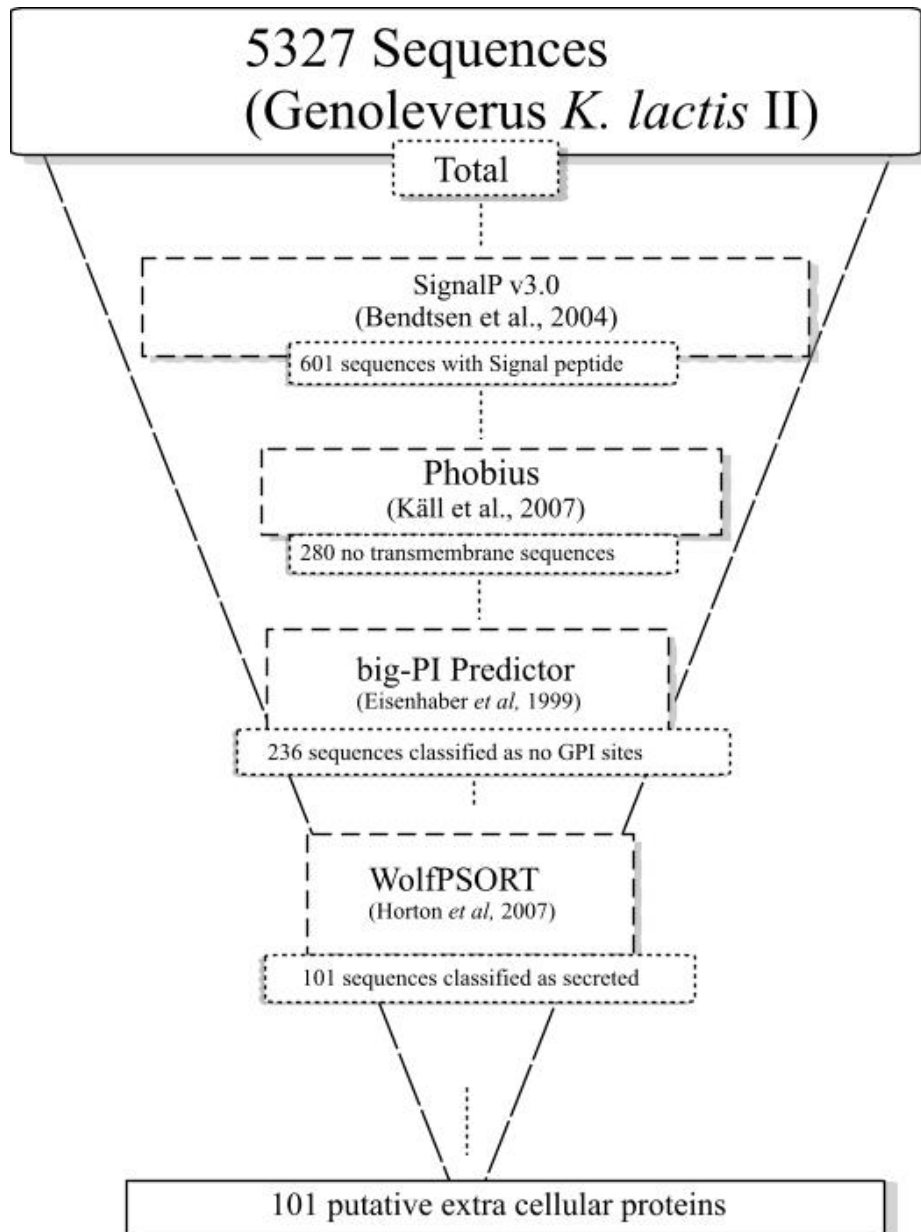 5327 Sequences
(Genoleverus K. lactis II)
Total
SignalP v3.0
(Bendtsen et al., 2004)
601 sequences with Signal peptide
Phobius
(Käll et al., 2007)
280 no transmembrane sequences
big-PI Predictor
(Eisenhaber et al, 1999)
236 sequences classified as no GPI sites
WolfPSORT
(Horton et al, 2007)
101 sequences classified as secreted
101 putative extra cellular proteins